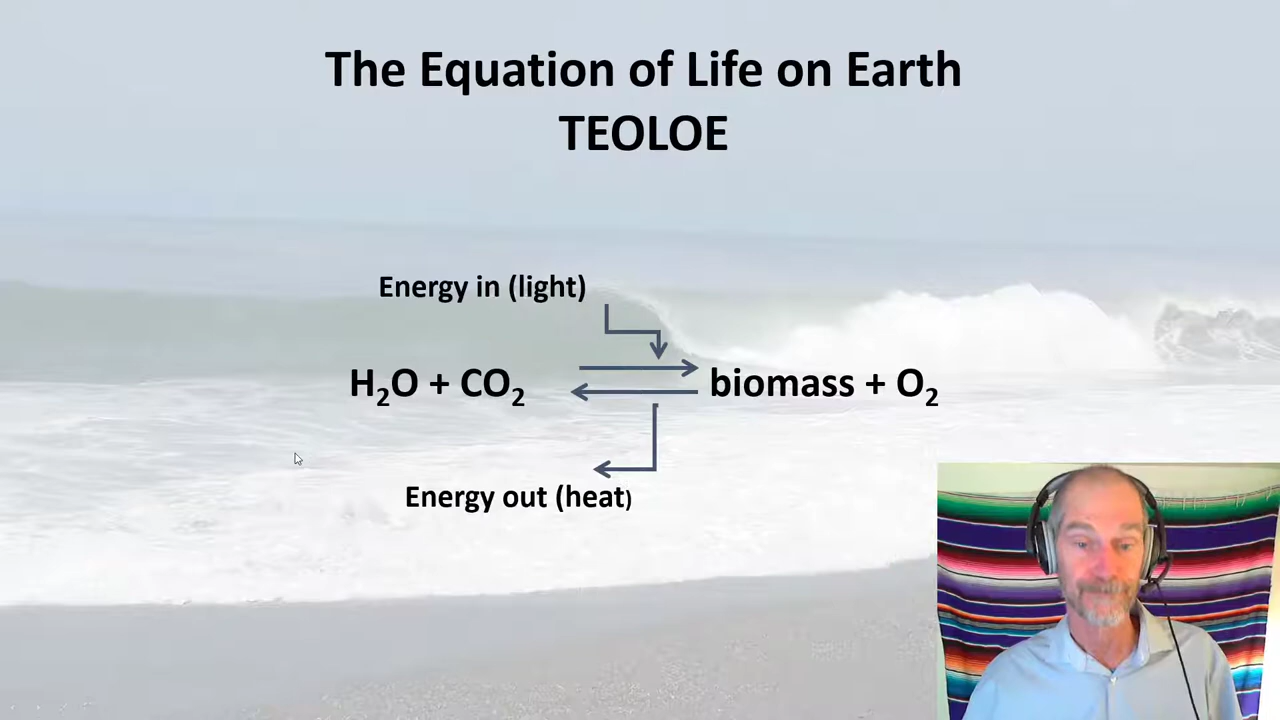 The Equation of Life on Earth
TEOLOE
Energy in (light)
H₂O + CO₂ biomass + O₂
Energy out (heat)